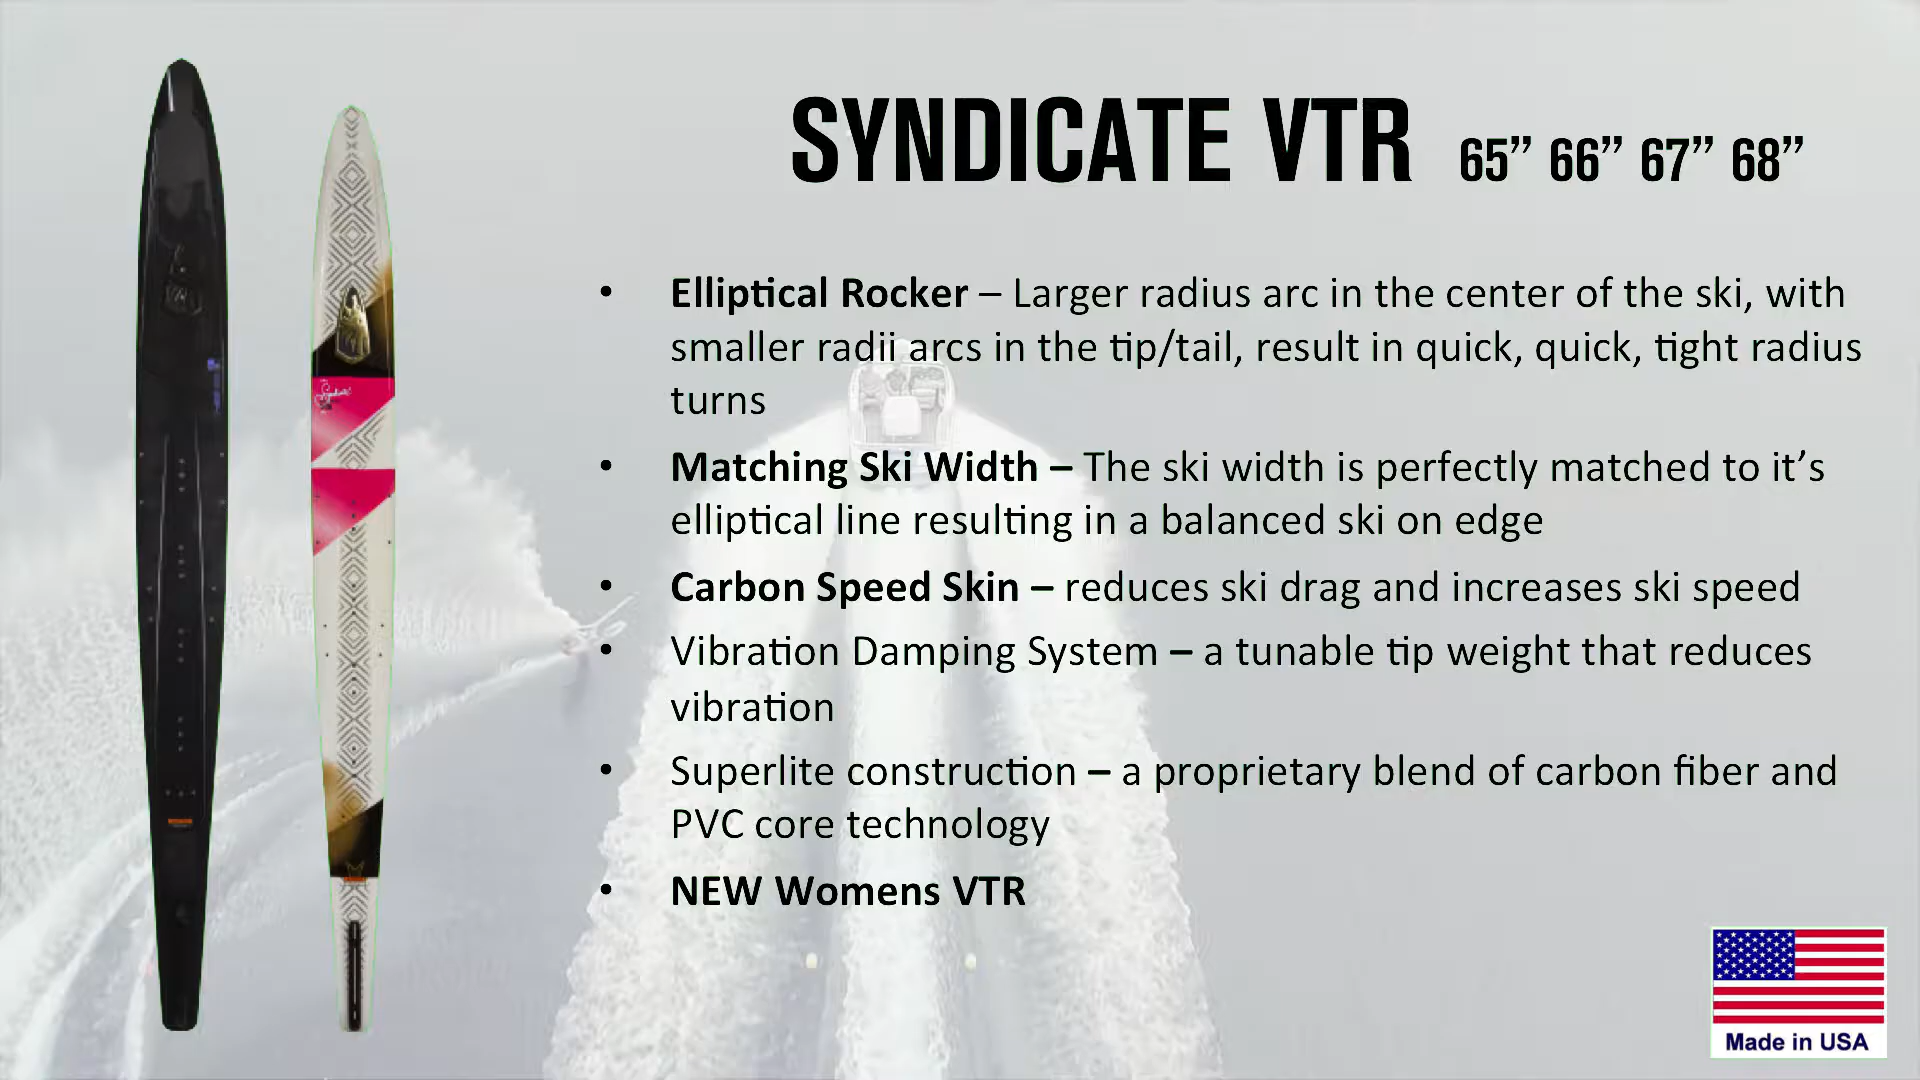 SYNDICATE VTR 65” 66” 67” 68”
• Elliptical Rocker – Larger radius arc in the center of the ski, with
smaller radii arcs in the tip/tail, result in quick, quick, tight radius
turns
• Matching Ski Width – The ski width is perfectly matched to it’s
elliptical line resulting in a balanced ski on edge
• Carbon Speed Skin – reduces ski drag and increases ski speed
• Vibration Damping System – a tunable tip weight that reduces
vibration
• Superlite construction – a proprietary blend of carbon fiber and
PVC core technology
• NEW Womens VTR
Syndicate
Made in USA